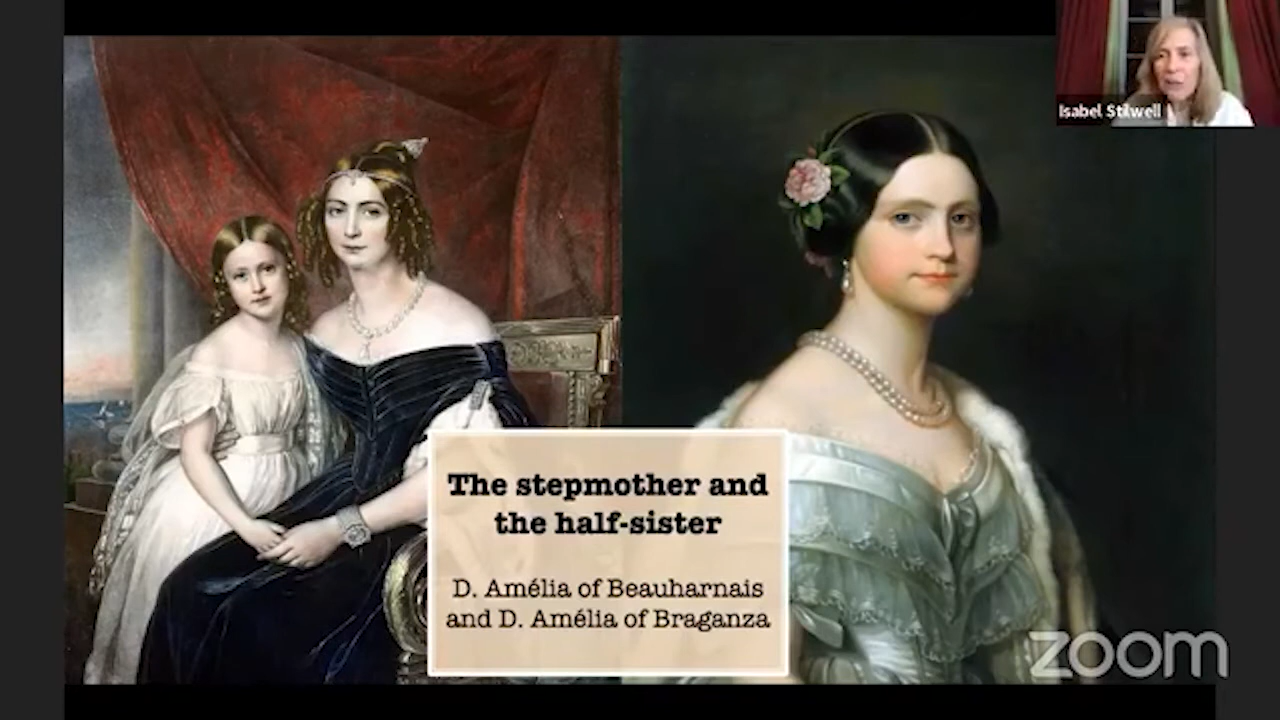 Isabel Stilwell
The stepmother and
the half-sister
D. Amélia of Beauharnais
and D. Amélia of Braganza
zoom